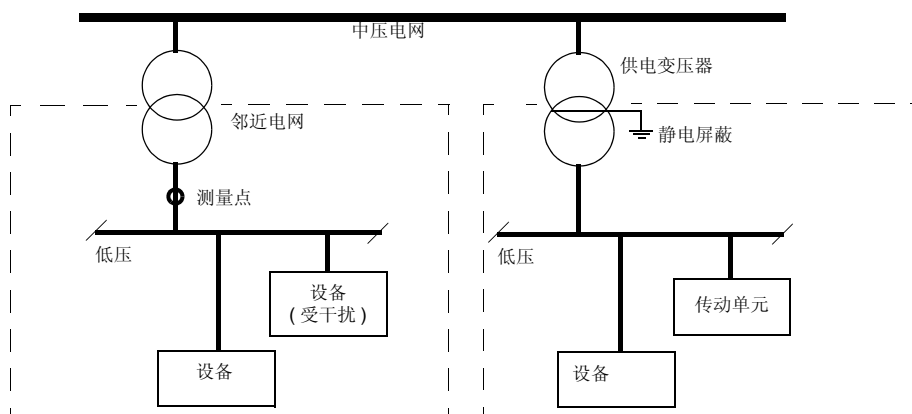 中压电网
供电变压器
邻近电网
静电屏蔽
测量点
低压
低压
设备
(受干扰)
传动单元
设备
设备